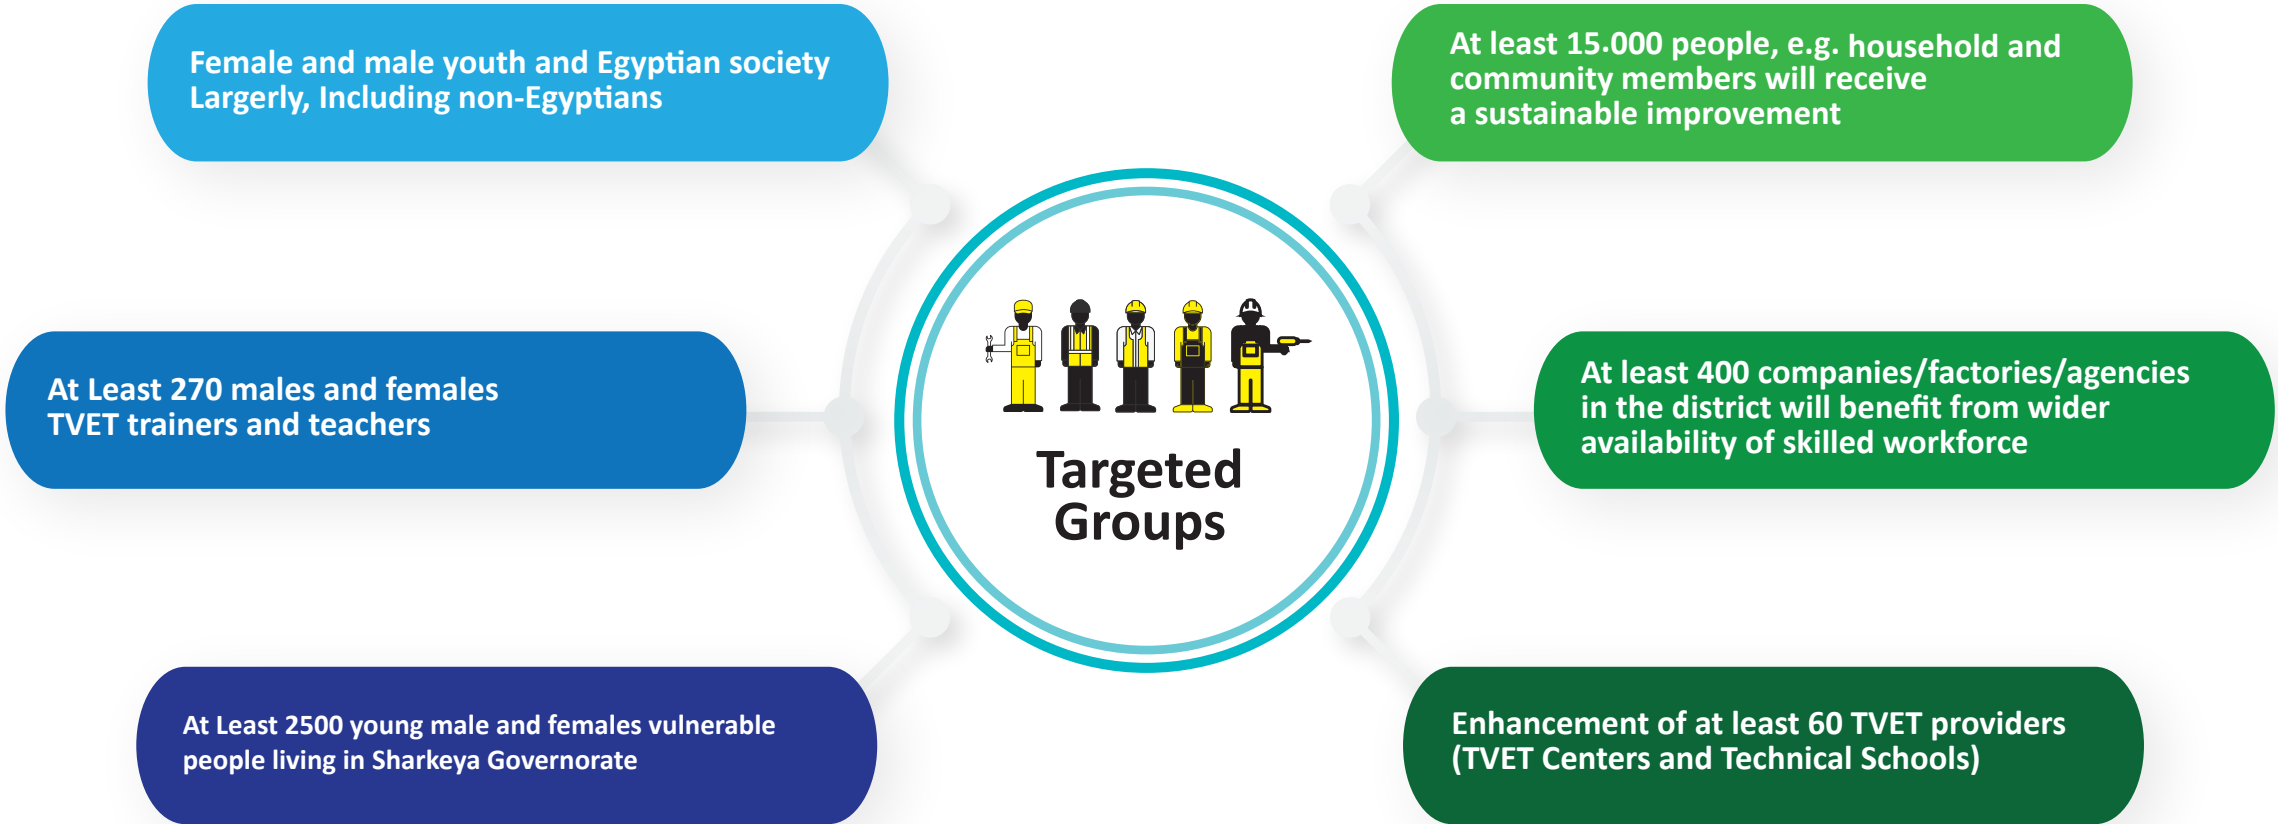 Female and male youth and Egyptian society
Largerly, Including non-Egyptians
At Least 270 males and females
TVET trainers and teachers
At Least 2500 young male and females vulnerable
people living in Sharkeya Governorate
Targeted
Groups
At least 15.000 people, e.g. household and
community members will receive
a sustainable improvement
At least 400 companies/factories/agencies
in the district will benefit from wider
availability of skilled workforce
Enhancement of at least 60 TVET providers
(TVET Centers and Technical Schools)